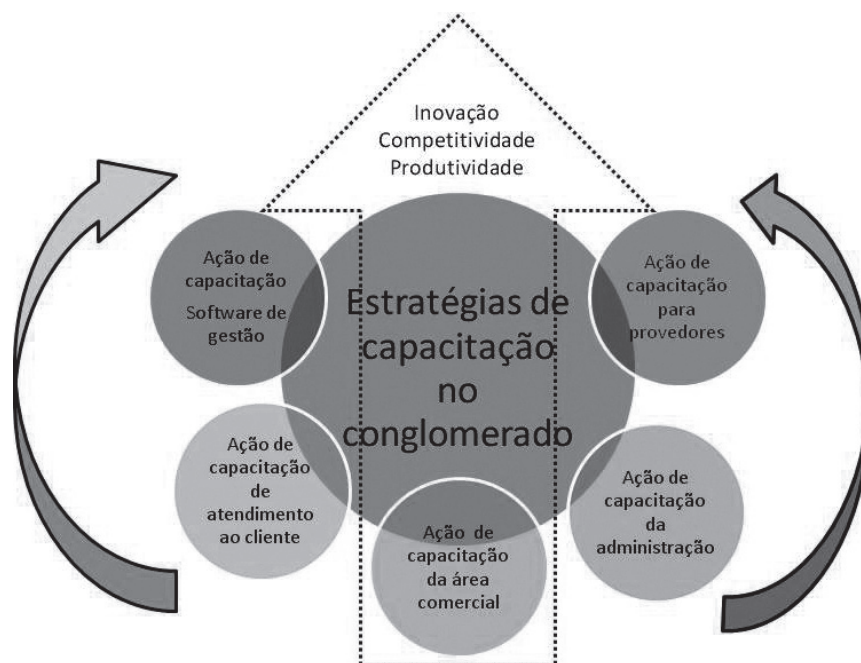 Inovação
Competitividade
Produtividade
Ação de
capacitação
Software de
gestão
Estratégias de
capacitação
no
conglomerado
Ação de
capacitação
para
provedores
Ação de
capacitação
de
atendimento
ao cliente
Ação de
capacitação
da área
comercial
Ação de
capacitação
da
administração